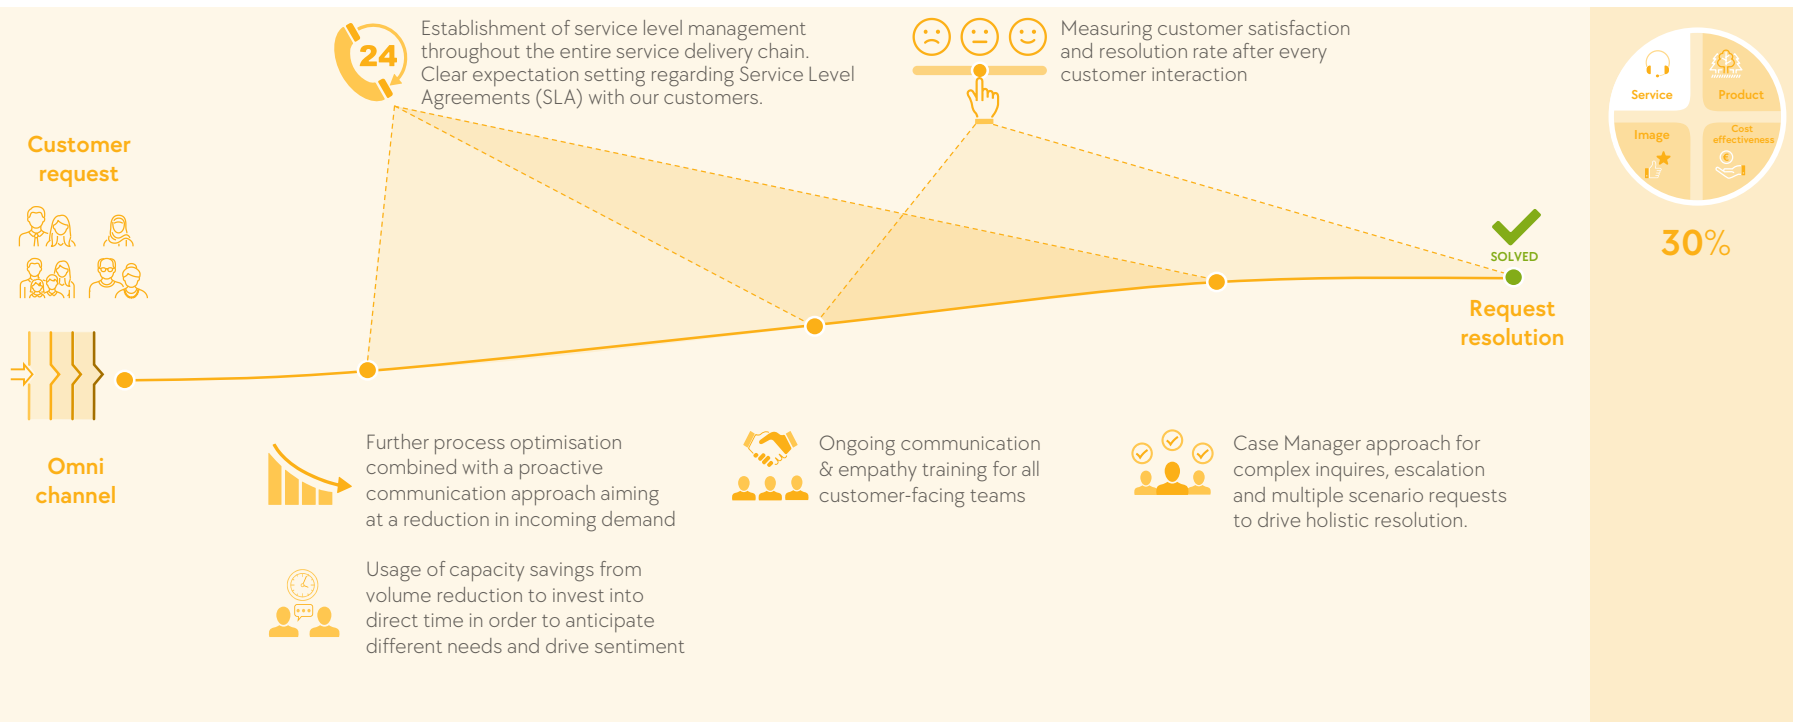 24
Establishment of service level management
throughout the entire service delivery chain.
Clear expectation setting regarding Service Level
Agreements (SLA) with our customers.
Measuring customer satisfaction
and resolution rate after every
customer interaction
Customer
request
SOLVED
Request
resolution
Omni
channel
Further process optimisation
combined with a proactive
communication approach aiming
at a reduction in incoming demand
Usage of capacity savings from
volume reduction to invest into
direct time in order to anticipate
different needs and drive sentiment
Ongoing communication
& empathy training for all
customer-facing teams
Case Manager approach for
complex inquires, escalation
and multiple scenario requests
to drive holistic resolution.
Service
Product
Image
Cost
effectiveness
€
30%